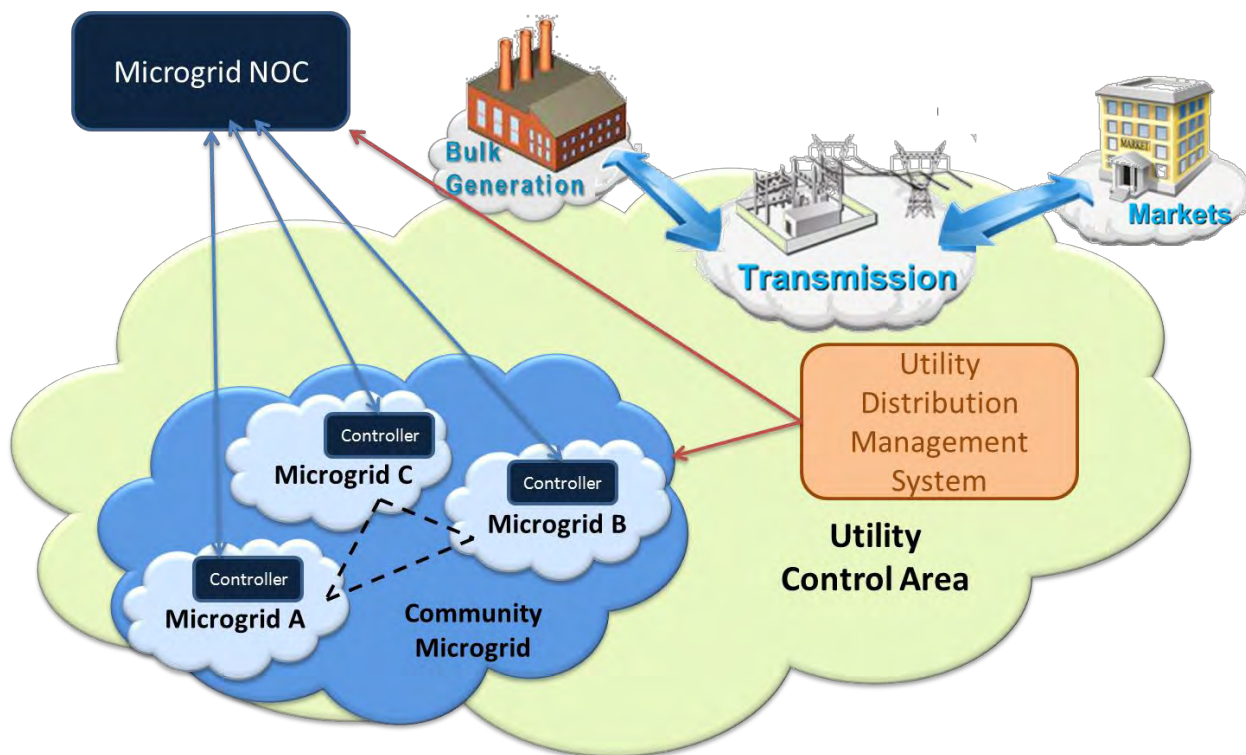 Microgrid NOC
Bulk
Generation
MARKET
Markets
Transmission
Utility
Distribution
Management
System
Controller
Microgrid C
Controller
Microgrid B
Controller
Microgrid A
Community
Microgrid
Utility
Control Area